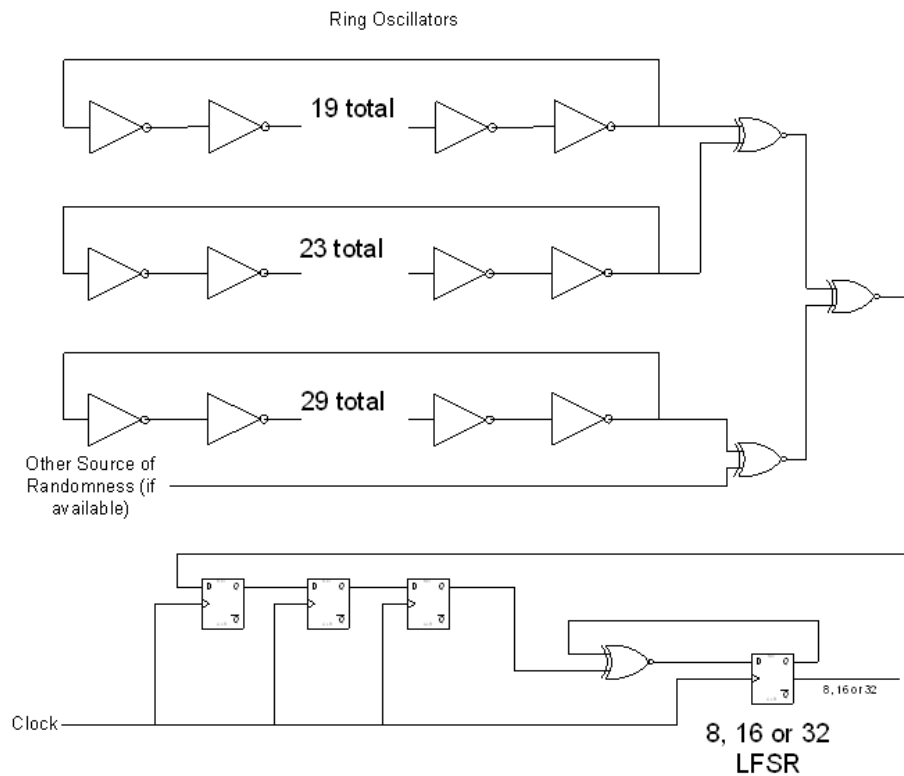 Ring Oscillators
19 total
23 total
29 total
Other Source of
Randomness (if
available)
D Q
Q
D Q
Q
D Q
Q
D Q
Q
8, 16 or 32
Clock
8, 16 or 32
LFSR